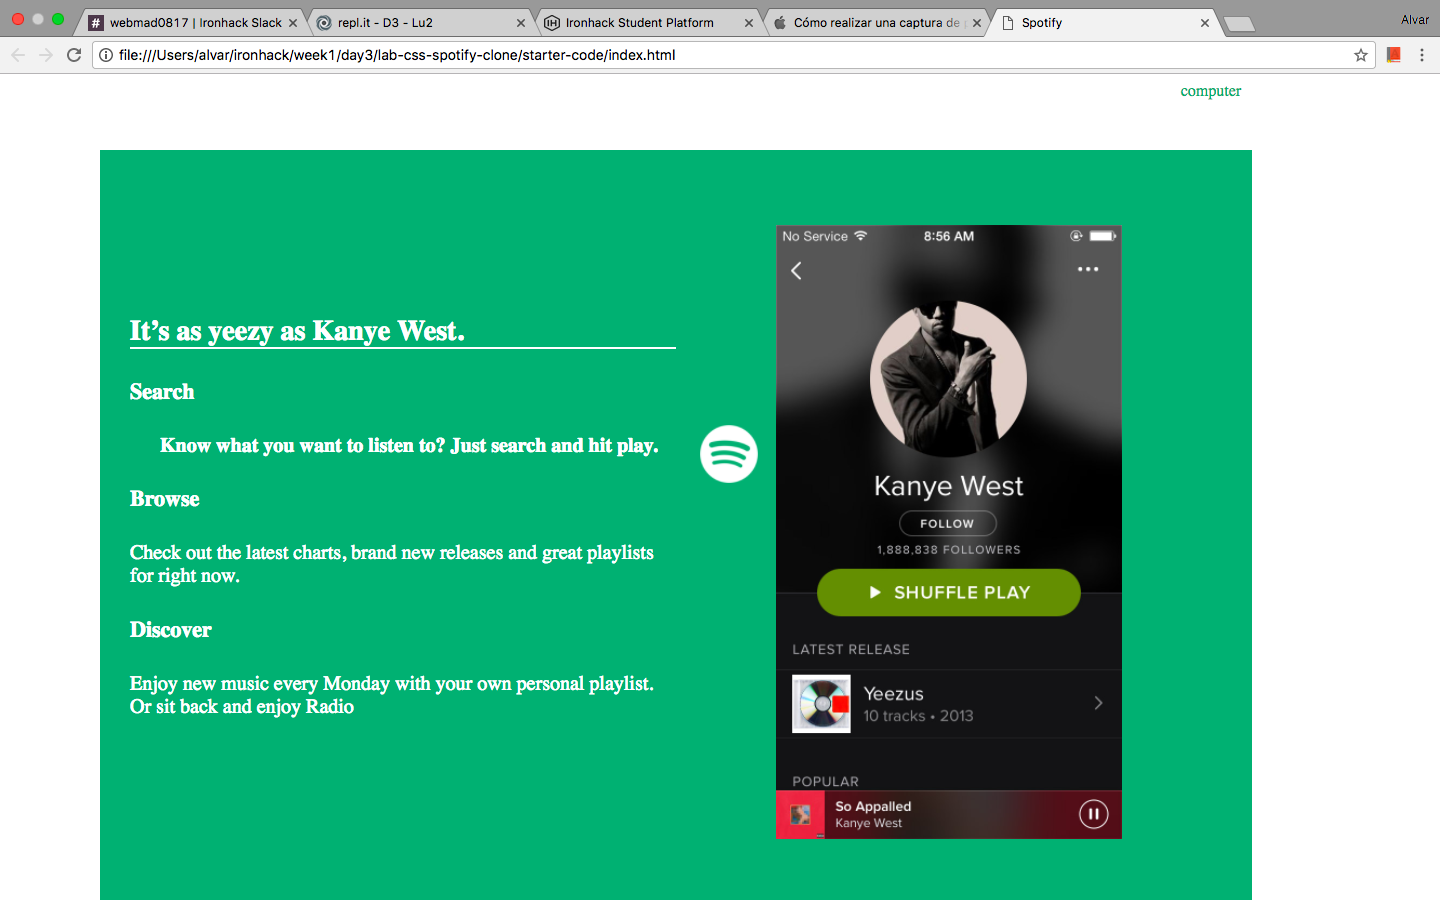 webmad0817 | Ironhack Slack
repl.it - D3 - Lu2
Ironhack Student Platform
Cómo realizar una captura de
Spotify
Alvar
file:///Users/alvar/ironhack/week1/day3/lab-css-spotify-clone/starter-code/index.html
computer
It’s as yeezy as Kanye West.
Search
Know what you want to listen to? Just search and hit play.
Browse
Check out the latest charts, brand new releases and great playlists
for right now.
Discover
Enjoy new music every Monday with your own personal playlist.
Or sit back and enjoy Radio
No Service
8:56 AM
Kanye West
FOLLOW
1,888,838 FOLLOWERS
SHUFFLE PLAY
LATEST RELEASE
Yeezus
10 tracks • 2013
POPULAR
So Appalled
Kanye West